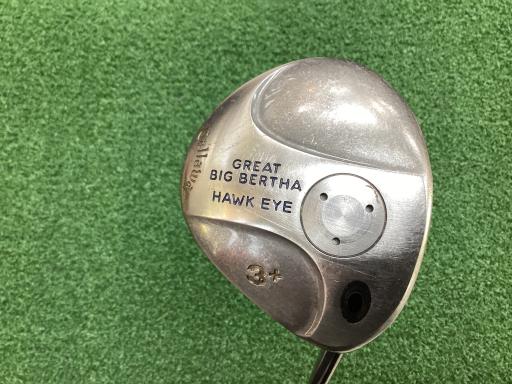 Callaway
GREAT
BIG BERTHA
HAWK EYE
3+